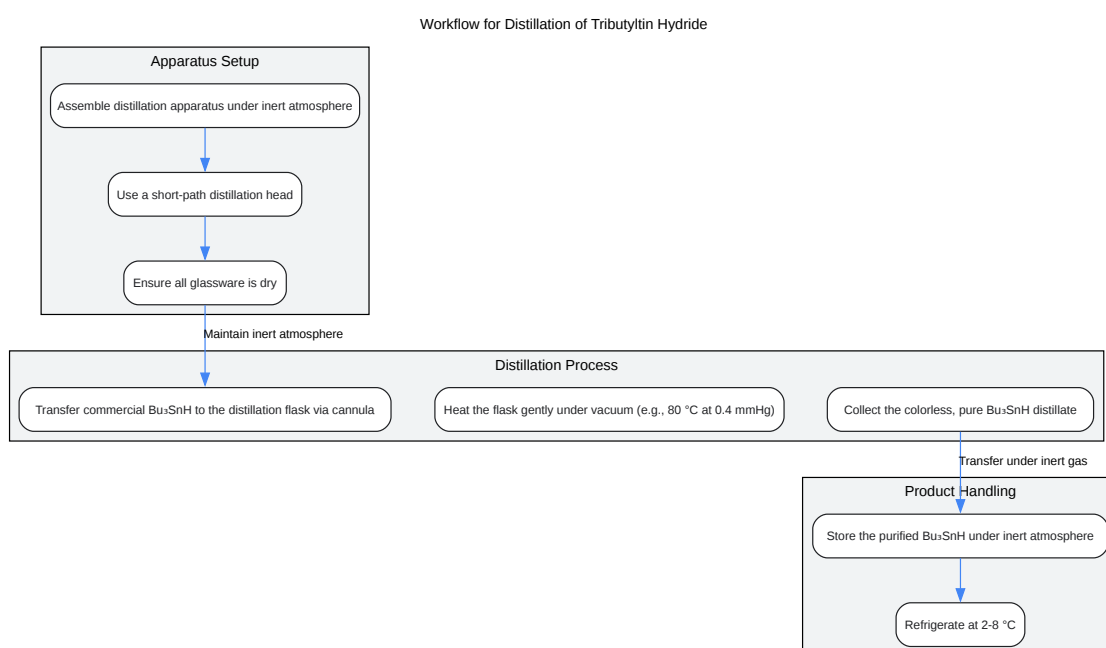 Workflow for Distillation of Tributyltin Hydride
Apparatus Setup
Assemble distillation apparatus under inert atmosphere
Use a short-path distillation head
Ensure all glassware is dry
Maintain inert atmosphere
Distillation Process
Transfer commercial Bu₃SnH to the distillation flask via cannula
Heat the flask gently under vacuum (e.g., 80 °C at 0.4 mmHg)
Collect the colorless, pure Bu₃SnH distillate
Transfer under inert gas
Product Handling
Store the purified Bu₃SnH under inert atmosphere
Refrigerate at 2-8 °C